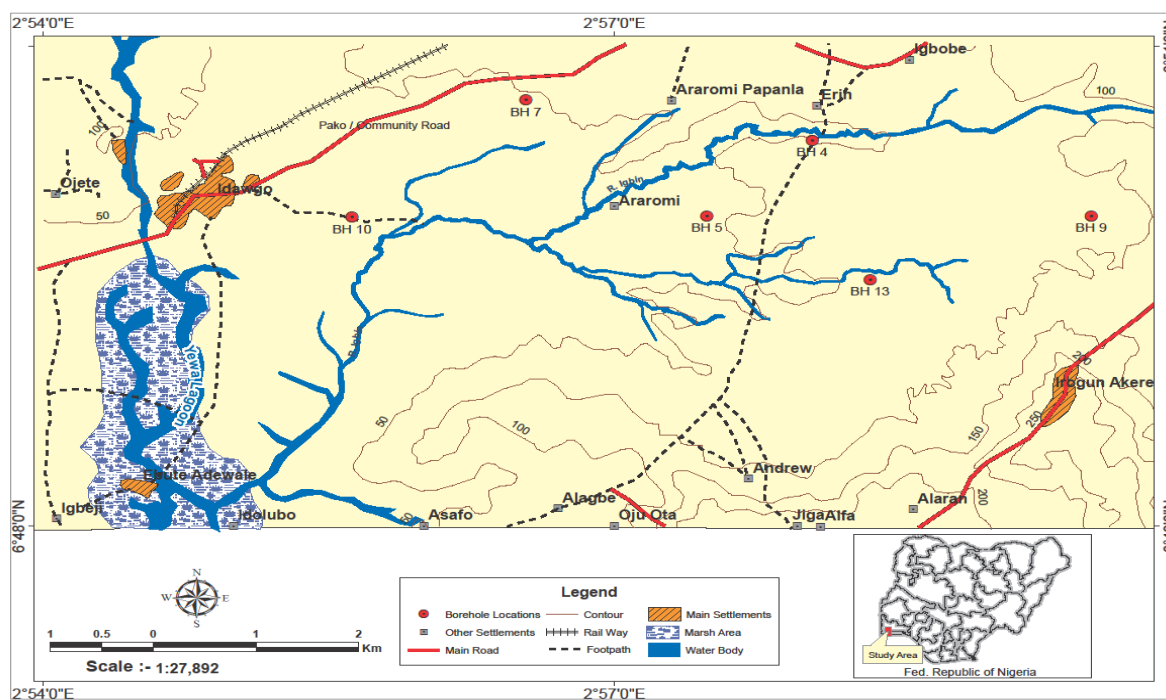 2°54'0"E
2°57'0"E
Igbobe
Araromi Papanla
Erin
100
BH 7
Pako / Community Road
100
BH 4
Ojete
Idawgo
R. Igbin
Araromi
50
BH 10
BH 5
BH 9
BH 13
Yewa Lagoon
R. Igbin
200
Irogun Akere
50
100
250
150
Andrew
Ebute Adewale
Igbeji
Idolubo
50
Asafo
Alagbe
Oju Ota
Jiga
Alfa
Alaran
200
6°48'0"N
N
W
E
S
1
0.5
0
1
2
Km
Scale :- 1:27,892
Legend
Borehole Locations
Contour
Main Settlements
Other Settlements
Rail Way
Marsh Area
Main Road
Footpath
Water Body
Study Area
Fed. Republic of Nigeria
2°54'0"E
2°57'0"E